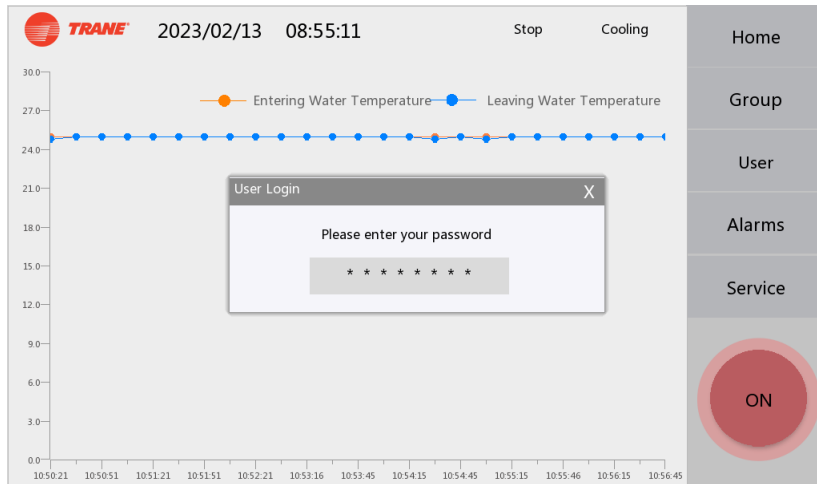 TRANE
2023/02/13 08:55:11
Stop
Cooling
Home
Group
User
Alarms
Service
ON
Entering Water Temperature
Leaving Water Temperature
30.0
27.0
24.0
21.0
18.0
15.0
12.0
9.0
6.0
3.0
0.0
User Login
X
Please enter your password
* * * * * * * *
10:50:21
10:50:51
10:51:21
10:51:51
10:52:21
10:53:16
10:53:45
10:54:15
10:54:45
10:55:15
10:55:46
10:56:15
10:56:45